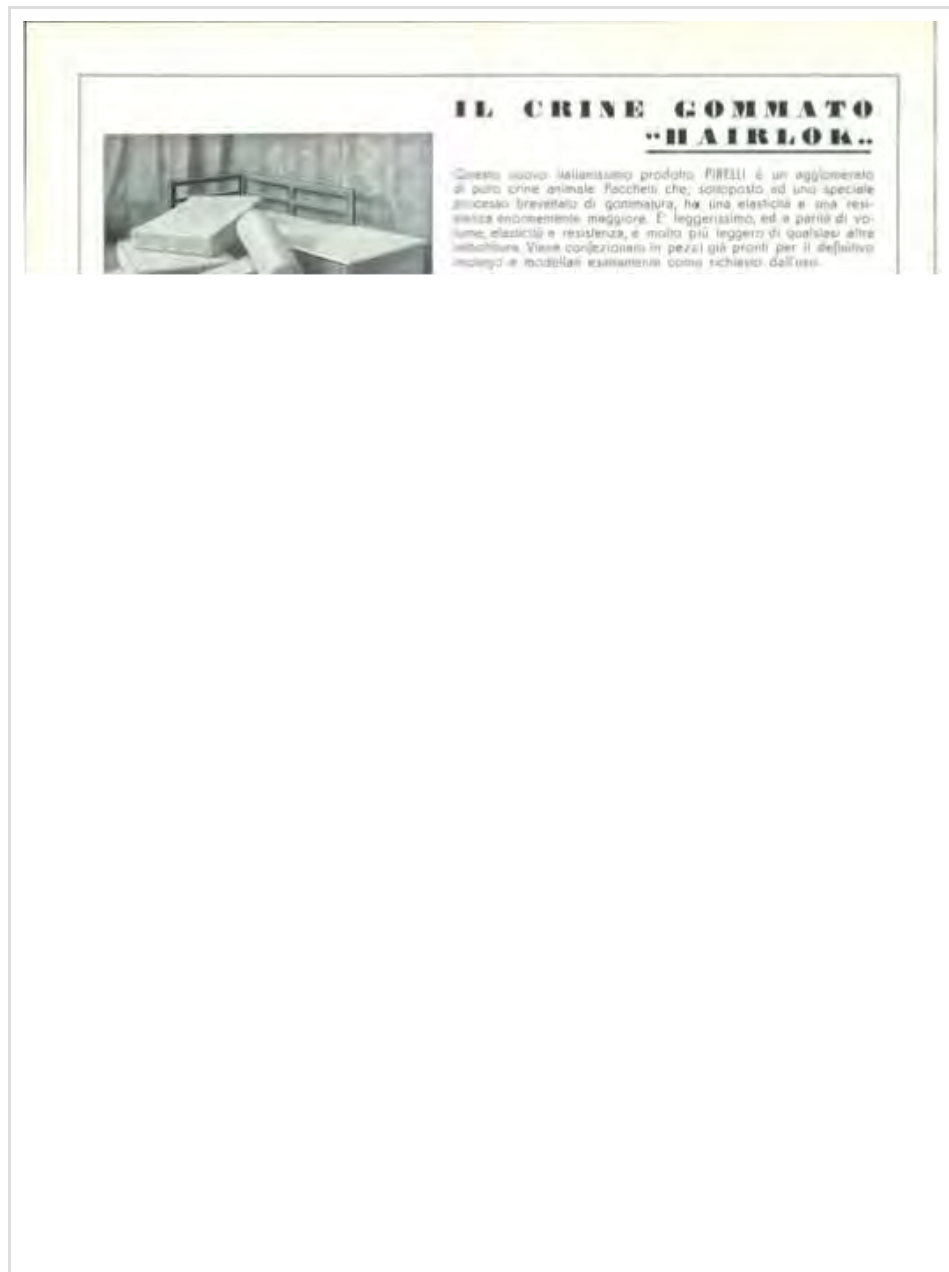 IL CRINE GOMMATO
"HAIRLOK"
Questo nuovo italianissimo prodotto PIRELLI è un agglomerato
di puro crine animale Pacchetti che, sottoposto ad uno speciale
processo brevettato di gommatura, ha una elasticità e una resi-
stenza enormemente maggiore. E' leggerissimo, ed a parità di vo-
lume, elasticità e resistenza, è molto più leggero di qualsiasi altra
imbottitura. Viene confezionato in pezzi già pronti per il definitivo
impiego e modellati esattamente come richiesto dall'uso.